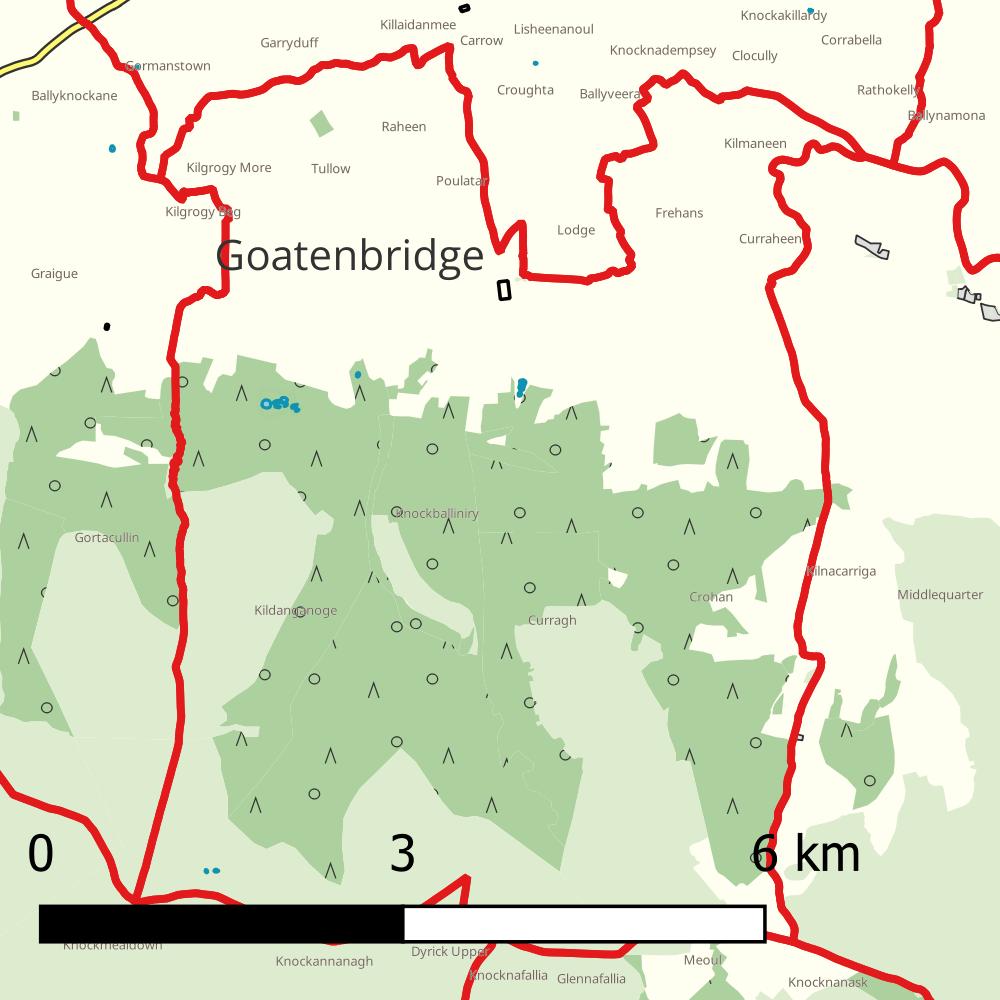 Killaidanmee
Lisheenanoul
Knockakillardy
Garryduff
Carrow
Knocknadempsey
Clocully
Corrabella
Gormanstown
Ballyknockane
Croughta
Ballyveera
Rathokelly
Ballynamona
Raheen
Kilmaneen
Kilgrogy More
Tullow
Poulatar
Kilgrogy Beg
Frehans
Lodge
Curraheen
Goatenbridge
Graigue
Knockballiniry
Gortacullin
Kilnacarriga
Middlequarter
Crohan
Kildanganoge
Curragh
0
3
6 km
Knockmealdown
Dyrick Upper
Knockannanagh
Meoul
Knocknafallia
Glennafallia
Knocknanask